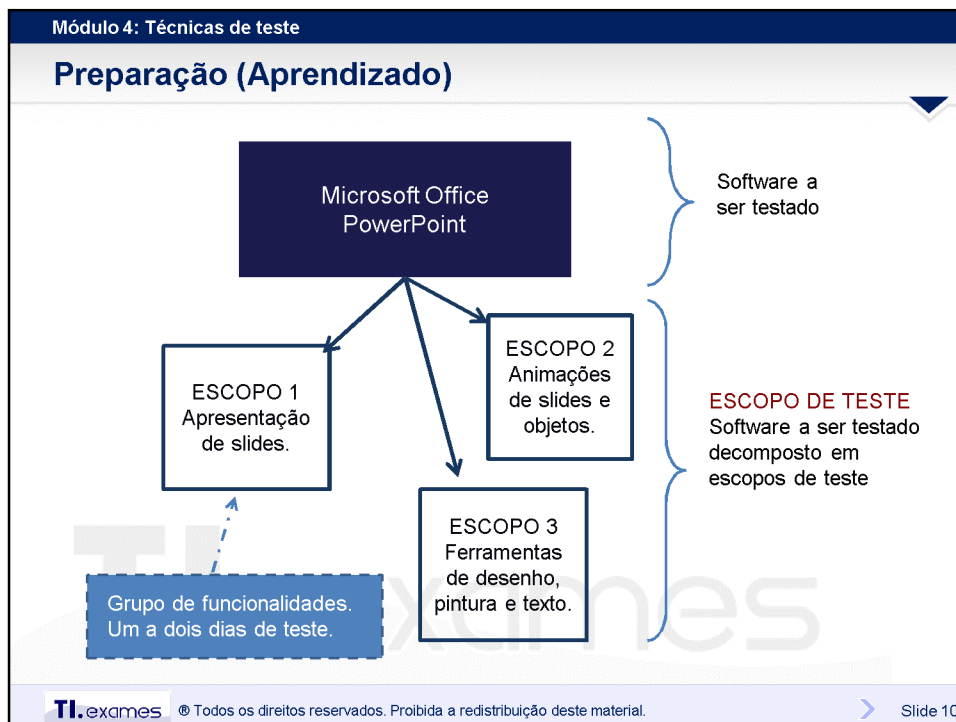 Módulo 4: Técnicas de teste
Preparação (Aprendizado)
Microsoft Office
PowerPoint
Software a
ser testado
ESCOPO 1
Apresentação
de slides.
ESCOPO 2
Animações
de slides e
objetos.
ESCOPO 3
Ferramentas
de desenho,
pintura e texto.
ESCOPO DE TESTE
Software a ser testado
decomposto em
escopos de teste
Grupo de funcionalidades.
Um a dois dias de teste.
TI.exames
TI.exames ® Todos os direitos reservados. Proibida a redistribuição deste material.
Slide 10